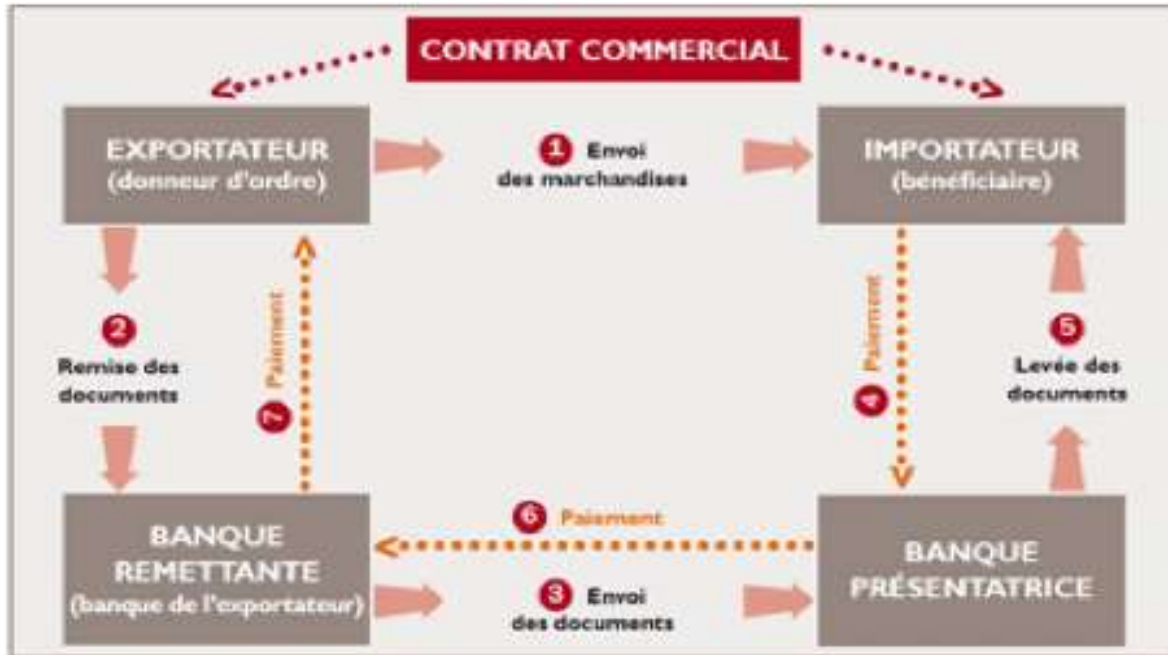 CONTRAT COMMERCIAL
EXPORTATEUR
(donneur d'ordre)
1 Envoi
des marchandises
IMPORTATEUR
(bénéficiaire)
2
Remise des
documents
7 Paiement
4 Paiement
5
Levée des
documents
BANQUE
REMETTANTE
(banque de l'exportateur)
6 Paiement
3 Envoi
des documents
BANQUE
PRÉSENTATRICE